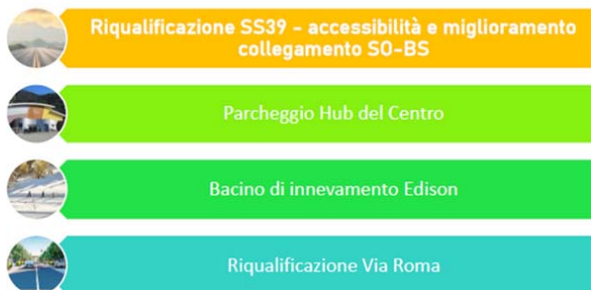 Riqualificazione SS39 – accessibilità e miglioramento
collegamento SO-BS
Parcheggio Hub del Centro
Bacino di innevamento Edison
Riqualificazione Via Roma